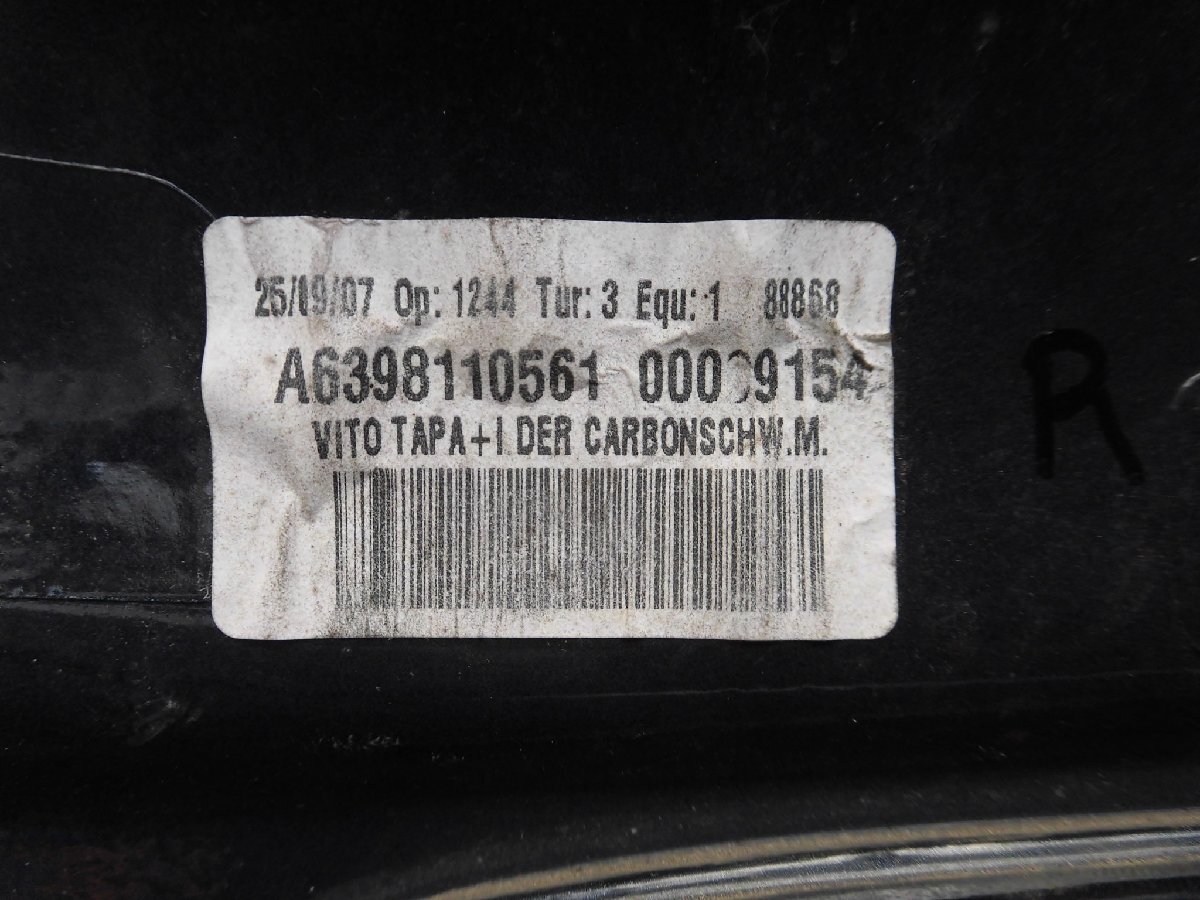 Op: 1244 Tur: 3 Equ: 1 88868
A6398110561
VITO TAPA+I.DER CARBONSCHW.M.
R